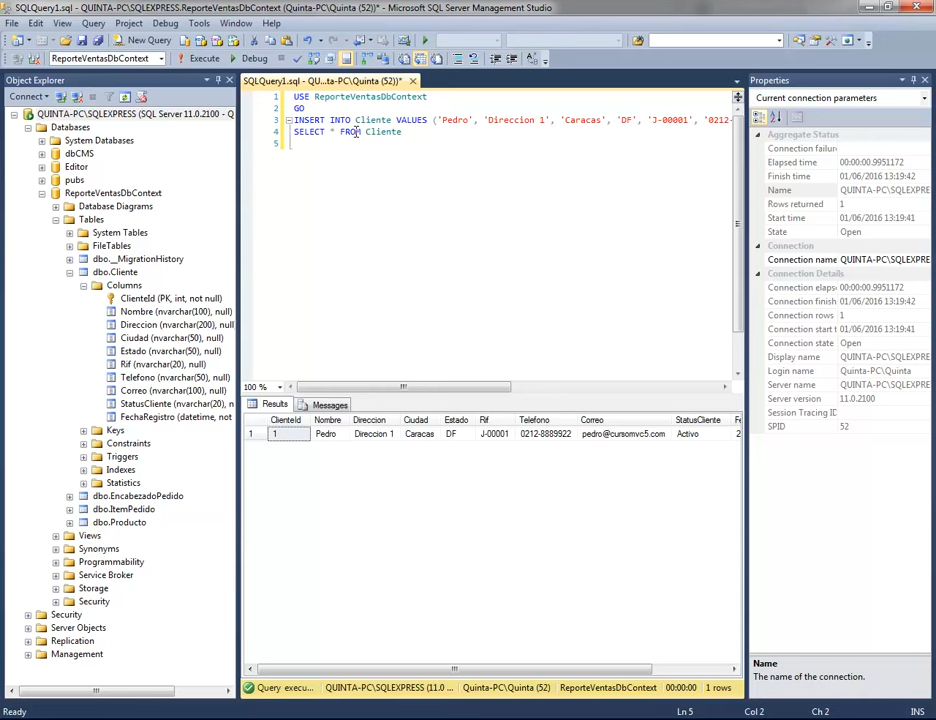 SQLQuery1.sql - QUINTA-PC\SQLEXPRESS.ReporteVentasDbContext (Quinta-PC\Quinta (52))* - Microsoft SQL Server Management Studio
File Edit View Query Project Debug Tools Window Help
New Query
ReporteVentasDbContext Execute Debug
Object Explorer
Connect
QUINTA-PC\SQLEXPRESS (SQL Server 11.0.2100 - Q
Databases
System Databases
dbCMS
Editor
pubs
ReporteVentasDbContext
Database Diagrams
Tables
System Tables
FileTables
dbo.__MigrationHistory
dbo.Cliente
Columns
ClienteId (PK, int, not null)
Nombre (nvarchar(100), null)
Direccion (nvarchar(200), null)
Ciudad (nvarchar(50), null)
Estado (nvarchar(50), null)
Rif (nvarchar(20), null)
Telefono (nvarchar(50), null)
Correo (nvarchar(100), null)
StatusCliente (nvarchar(20), n
FechaRegistro (datetime, not
Keys
Constraints
Triggers
Indexes
Statistics
dbo.EncabezadoPedido
dbo.ItemPedido
dbo.Producto
Views
Synonyms
Programmability
Service Broker
Storage
Security
Security
Server Objects
Replication
Management
SQLQuery1.sql - QU...ta-PC\Quinta (52))*
1 USE ReporteVentasDbContext
2 GO
3 INSERT INTO Cliente VALUES ('Pedro', 'Direccion 1', 'Caracas', 'DF', 'J-00001', '0212-
4 SELECT * FROM Cliente
5
100 %
Results Messages
ClienteId Nombre Direccion Ciudad Estado Rif Telefono Correo StatusCliente Fe
1 1 Pedro Direccion 1 Caracas DF J-00001 0212-8889922 pedro@cursomvc5.com Activo 2
Query execu... QUINTA-PC\SQLEXPRESS (11.0 ... Quinta-PC\Quinta (52) ReporteVentasDbContext 00:00:00 1 rows
Properties
Current connection parameters
Connection failure
Elapsed time 00:00:00.9951172
Finish time 01/06/2016 13:19:42
Name QUINTA-PC\SQLEXPRE
Rows returned 1
Start time 01/06/2016 13:19:41
State Open
Connection
Connection name QUINTA-PC\SQLEXPRE
Connection Details
Connection elaps 00:00:00.9951172
Connection finish 01/06/2016 13:19:42
Connection rows 1
Connection start t 01/06/2016 13:19:41
Connection state Open
Display name QUINTA-PC\SQLEXPRE
Login name Quinta-PC\Quinta
Server name QUINTA-PC\SQLEXPRE
Server version 11.0.2100
Session Tracing ID
SPID 52
Name
The name of the connection.
Ready Ln 5 Col 2 Ch 2 INS